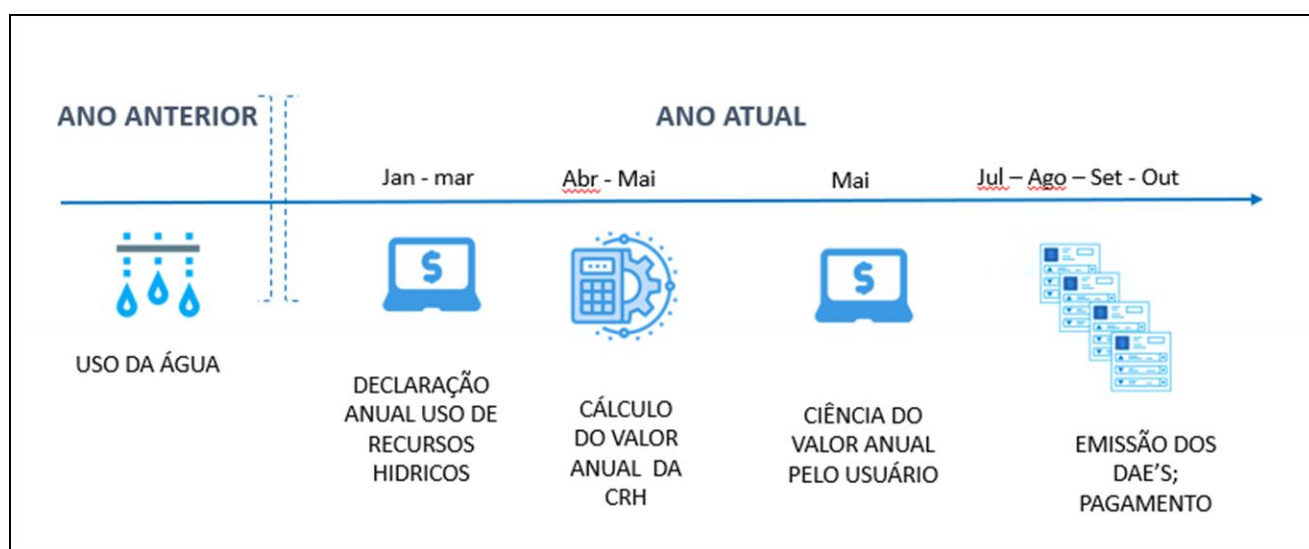 ANO ANTERIOR
ANO ATUAL
Jan - mar
Abr - Mai
Mai
Jul – Ago – Set - Out
USO DA ÁGUA
DECLARAÇÃO
ANUAL USO DE
RECURSOS
HIDRICOS
CÁLCULO
DO VALOR
ANUAL DA
CRH
CIÊNCIA DO
VALOR ANUAL
PELO USUÁRIO
EMISSÃO DOS
DAE'S;
PAGAMENTO